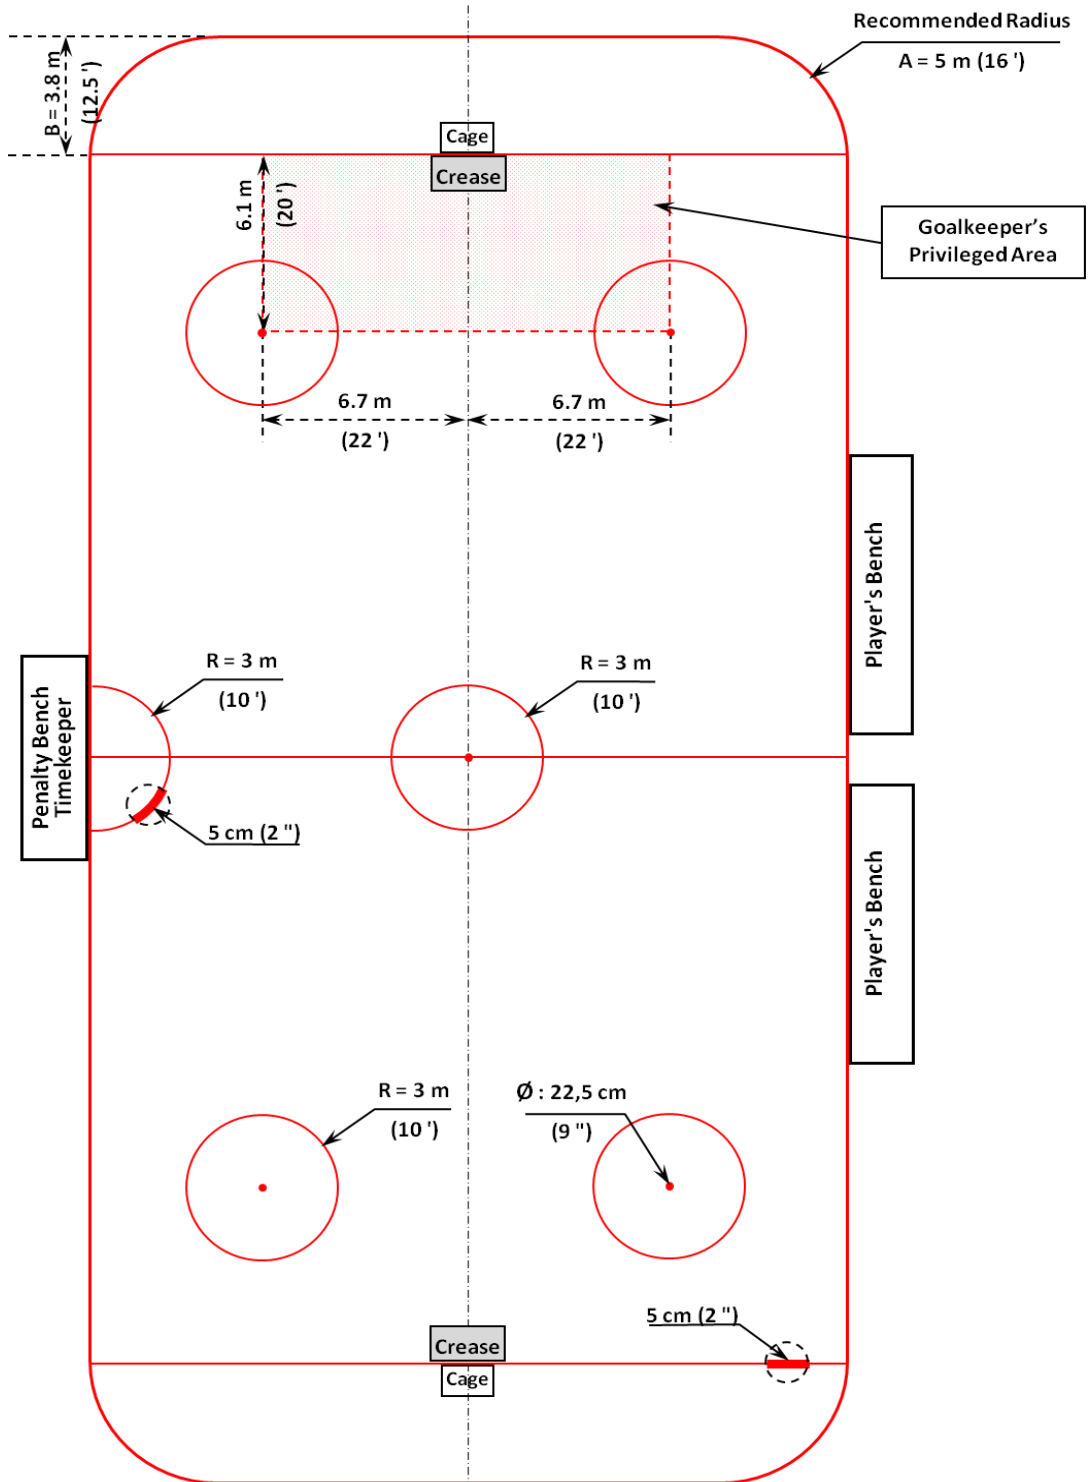 Recommended Radius
A = 5 m (16 ')
B = 3.8 m
(12.5 ')
Cage
Crease
6.1 m
(20 ')
Goalkeeper's
Privileged Area
6.7 m
(22 ')
6.7 m
(22 ')
Player's Bench
R = 3 m
(10 ')
R = 3 m
(10 ')
Penalty Bench
Timekeeper
5 cm (2 ")
Player's Bench
R = 3 m
(10 ')
Ø : 22,5 cm
(9 ")
5 cm (2 ")
Crease
Cage